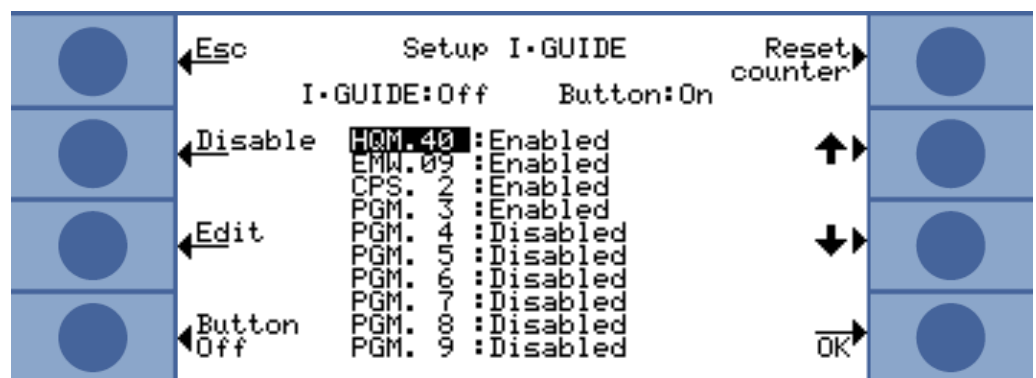 Esc
Setup I·GUIDE
Reset counter
I·GUIDE:Off Button:On
Disable
HQM.40 :Enabled
EMW.09 :Enabled
CPS. 2 :Enabled
PGM. 3 :Enabled
Edit
PGM. 4 :Disabled
PGM. 5 :Disabled
PGM. 6 :Disabled
PGM. 7 :Disabled
Button Off
PGM. 8 :Disabled
PGM. 9 :Disabled
OK